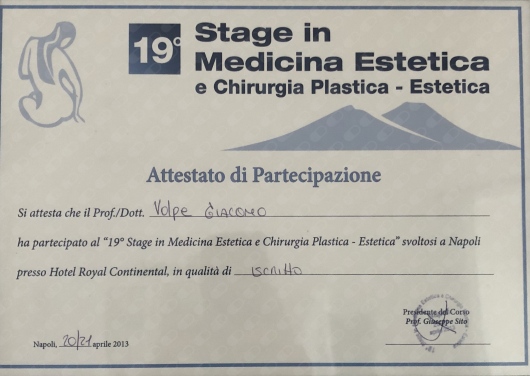 19° Stage in
Medicina Estetica
e Chirurgia Plastica - Estetica
Attestato di Partecipazione
Si attesta che il Prof./Dott. Volpe Giacomo
ha partecipato al “19° Stage in Medicina Estetica e Chirurgia Plastica - Estetica” svoltosi a Napoli
presso Hotel Royal Continental, in qualità di iscritto
Presidente del Corso
Prof. Giuseppe Sito
Napoli, 20/21 aprile 2013